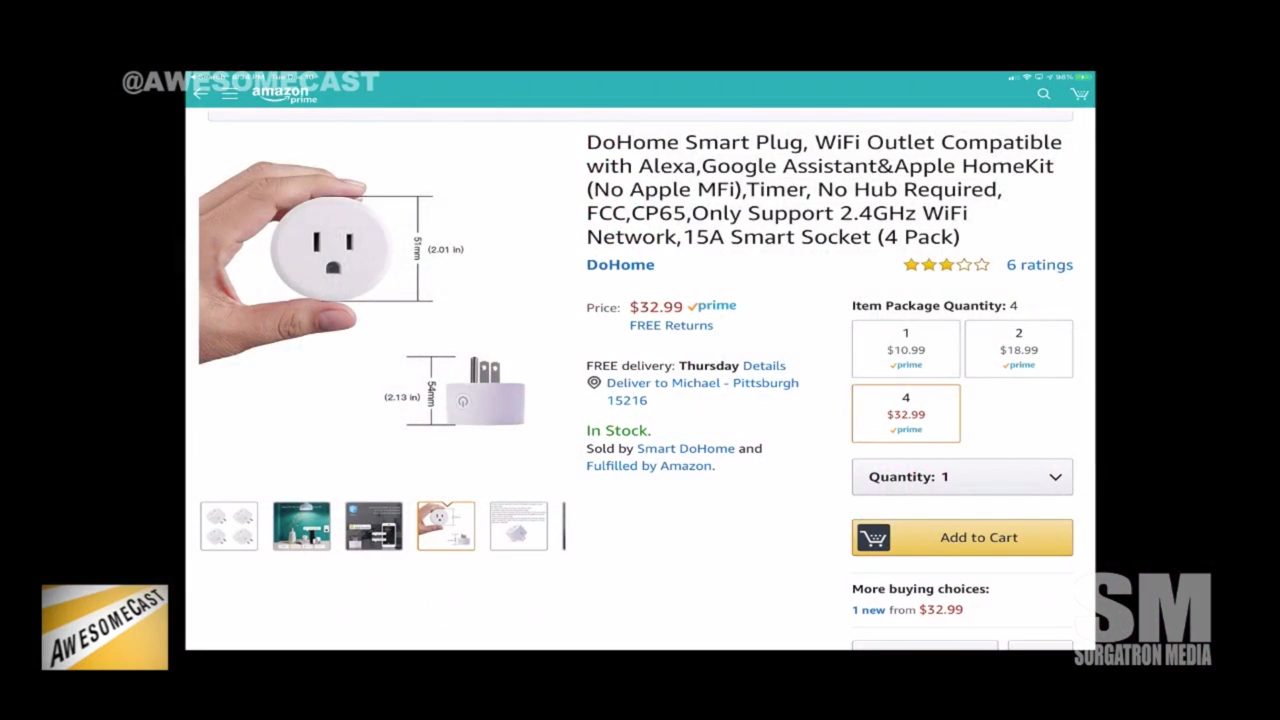 @AWESOMECAST
98%
amazon
prime
DoHome Smart Plug, WiFi Outlet Compatible
with Alexa,Google Assistant&Apple HomeKit
(No Apple MFi),Timer, No Hub Required,
FCC,CP65,Only Support 2.4GHz WiFi
Network,15A Smart Socket (4 Pack)
DoHome
6 ratings
51mm
(2.01 in)
Price: $32.99 prime
FREE Returns
Item Package Quantity: 4
1
$10.99
prime
2
$18.99
prime
4
$32.99
prime
54mm
(2.13 in)
FREE delivery: Thursday Details
Deliver to Michael - Pittsburgh
15216
In Stock.
Sold by Smart DoHome and
Fulfilled by Amazon.
Quantity: 1
Add to Cart
More buying choices:
1 new from $32.99
AWESOMECAST
SM
SORGATRON MEDIA